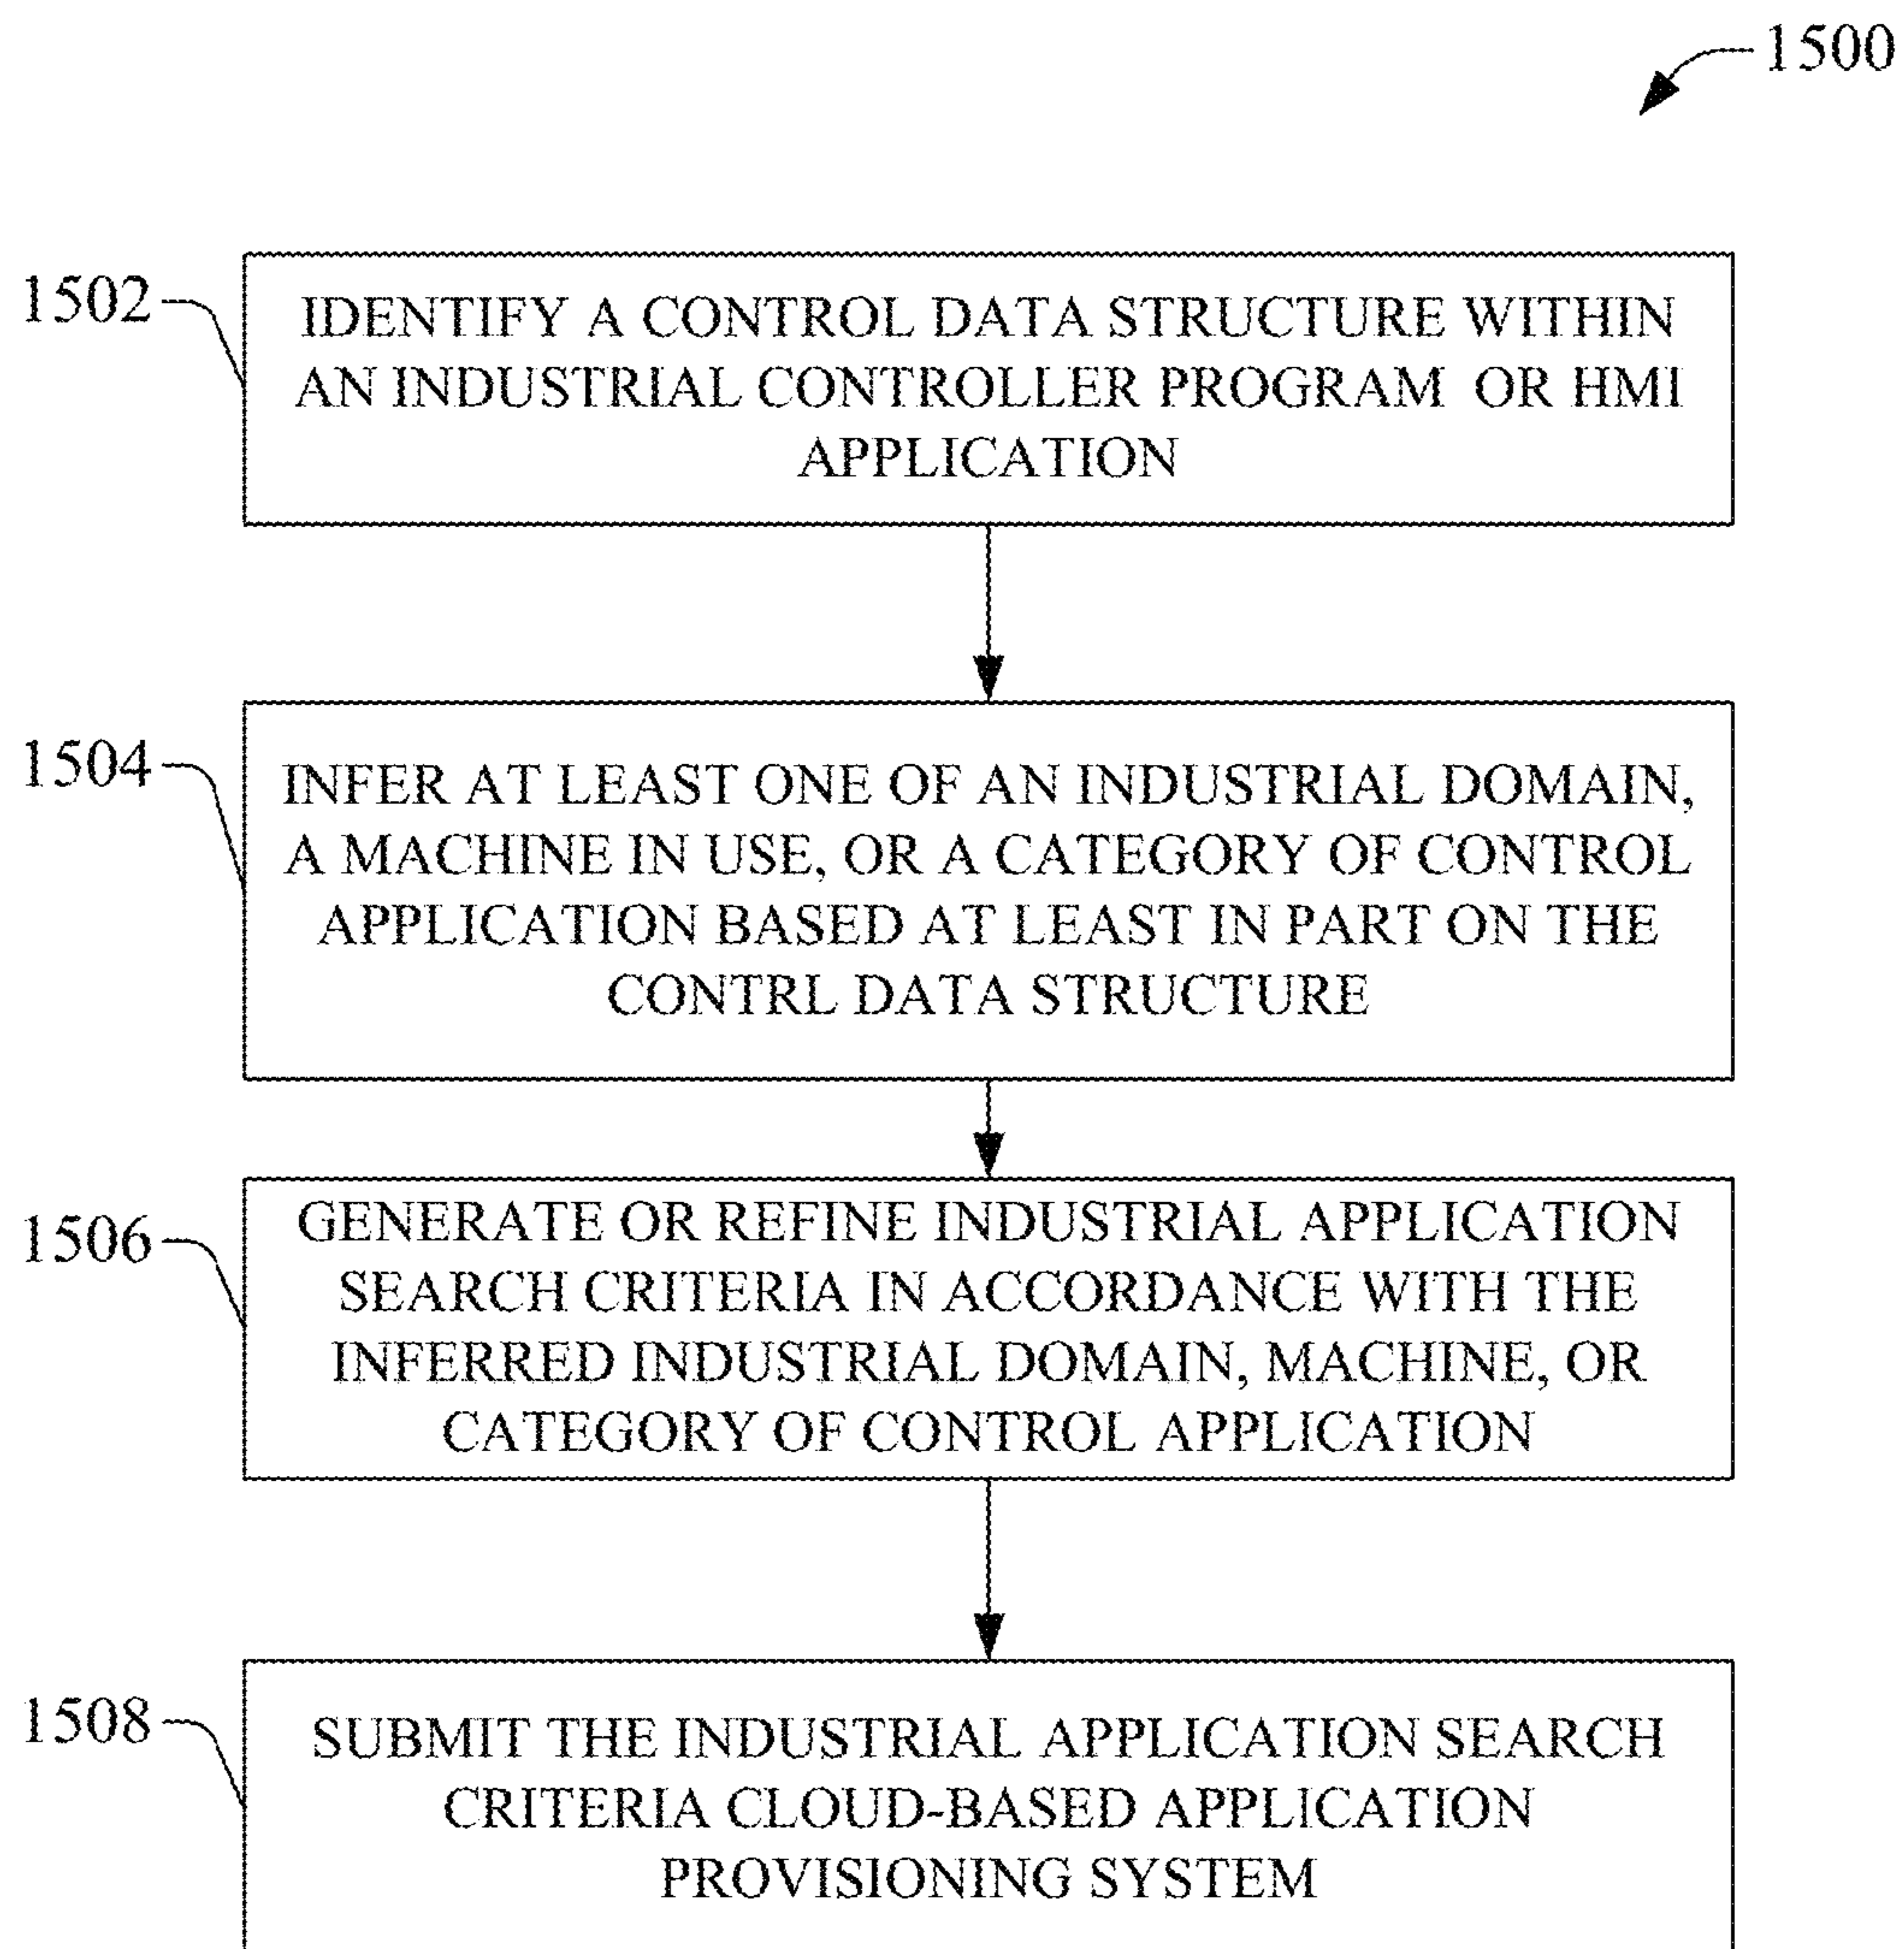 1500
1502
IDENTIFY A CONTROL DATA STRUCTURE WITHIN
AN INDUSTRIAL CONTROLLER PROGRAM OR HMI
APPLICATION
1504
INFER AT LEAST ONE OF AN INDUSTRIAL DOMAIN,
A MACHINE IN USE, OR A CATEGORY OF CONTROL
APPLICATION BASED AT LEAST IN PART ON THE
CONTRL DATA STRUCTURE
1506
GENERATE OR REFINE INDUSTRIAL APPLICATION
SEARCH CRITERIA IN ACCORDANCE WITH THE
INFERRED INDUSTRIAL DOMAIN, MACHINE, OR
CATEGORY OF CONTROL APPLICATION
1508
SUBMIT THE INDUSTRIAL APPLICATION SEARCH
CRITERIA CLOUD-BASED APPLICATION
PROVISIONING SYSTEM